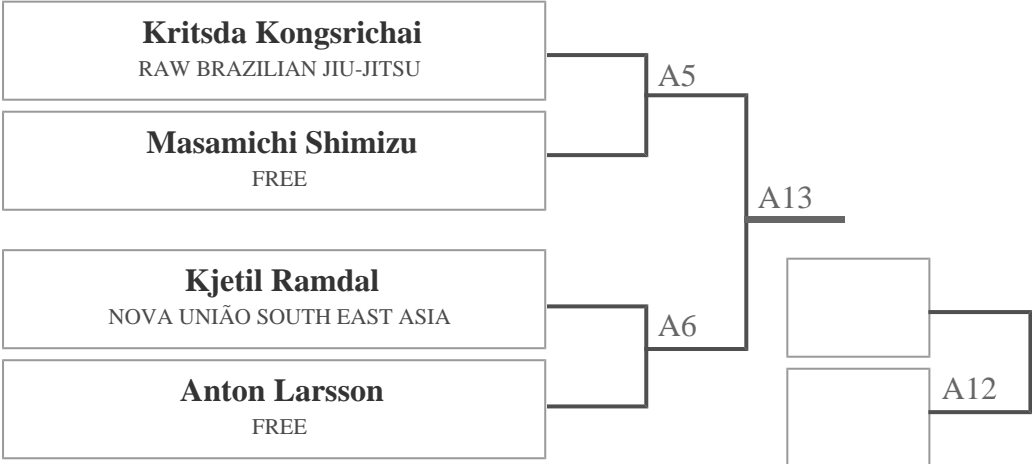 Kritsda Kongsrichai
RAW BRAZILIAN JIU-JITSU
A5
Masamichi Shimizu
FREE
A13
Kjetil Ramdal
NOVA UNIÃO SOUTH EAST ASIA
A6
Anton Larsson
FREE
A12